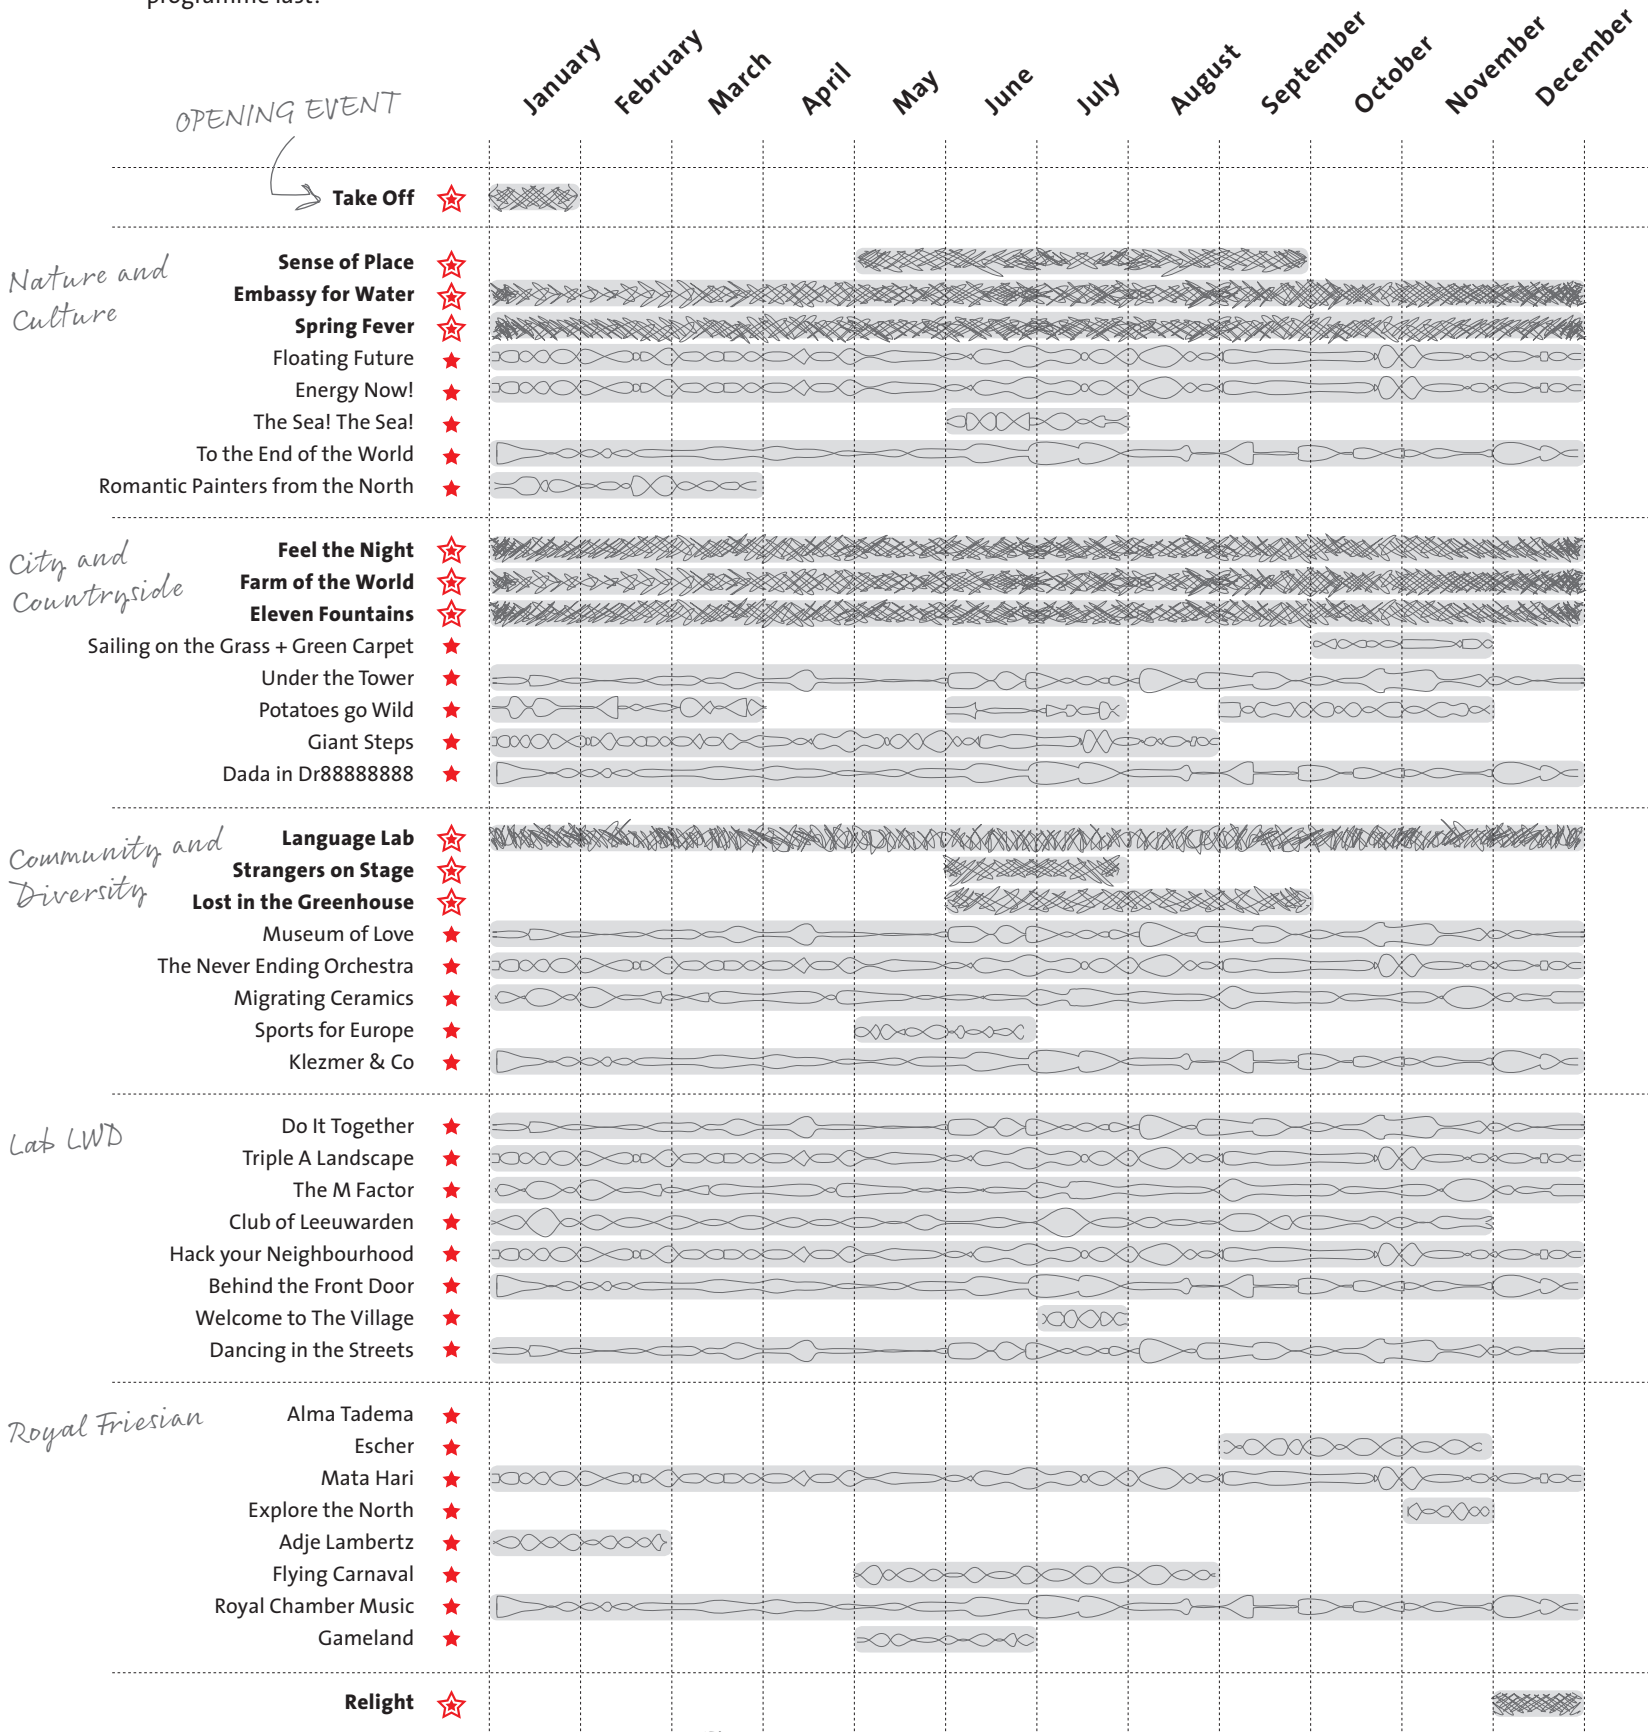 programme last?
January
February
March
April
May
June
July
August
September
October
November
December
OPENING EVENT
Take Off
Nature and
Culture
Sense of Place
Embassy for Water
Spring Fever
Floating Future
Energy Now!
The Sea! The Sea!
To the End of the World
Romantic Painters from the North
City and
Countryside
Feel the Night
Farm of the World
Eleven Fountains
Sailing on the Grass + Green Carpet
Under the Tower
Potatoes go Wild
Giant Steps
Dada in Dr88888888
Community and
Diversity
Language Lab
Strangers on Stage
Lost in the Greenhouse
Museum of Love
The Never Ending Orchestra
Migrating Ceramics
Sports for Europe
Klezmer & Co
Lab LWD
Do It Together
Triple A Landscape
The M Factor
Club of Leeuwarden
Hack your Neighbourhood
Behind the Front Door
Welcome to The Village
Dancing in the Streets
Royal Friesian
Alma Tadema
Escher
Mata Hari
Explore the North
Adje Lambertz
Flying Carnaval
Royal Chamber Music
Gameland
Relight